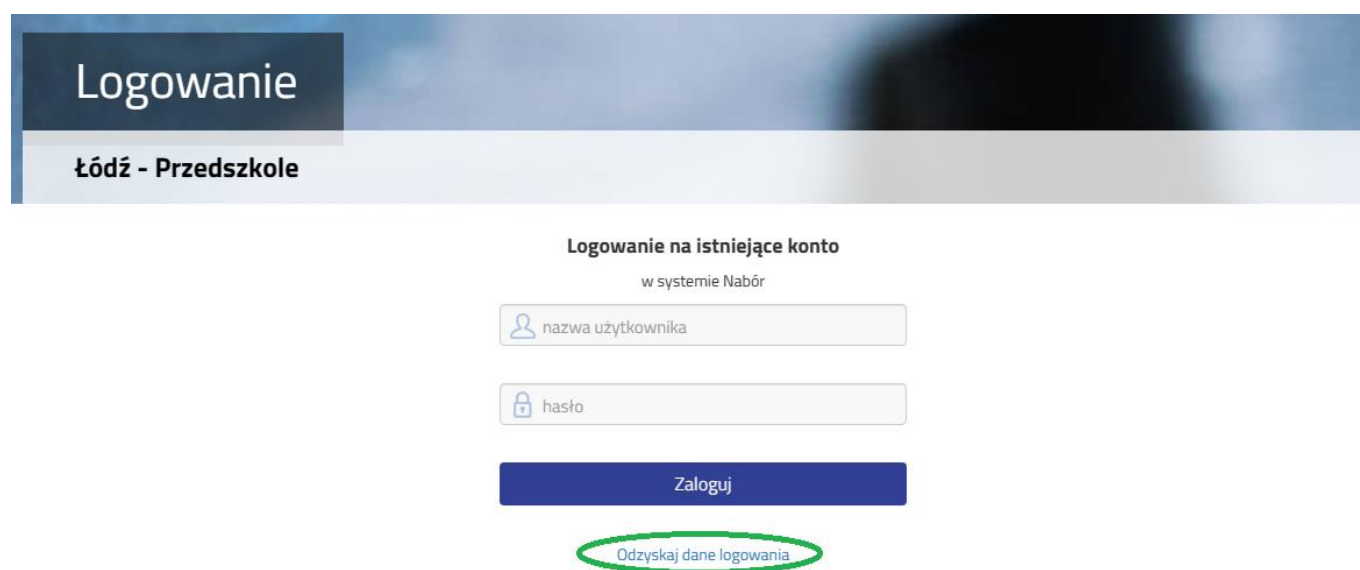 Logowanie
Łódź - Przedszkole
Logowanie na istniejące konto
w systemie Nabór
nazwa użytkownika
hasło
Zaloguj
Odzyskaj dane logowania